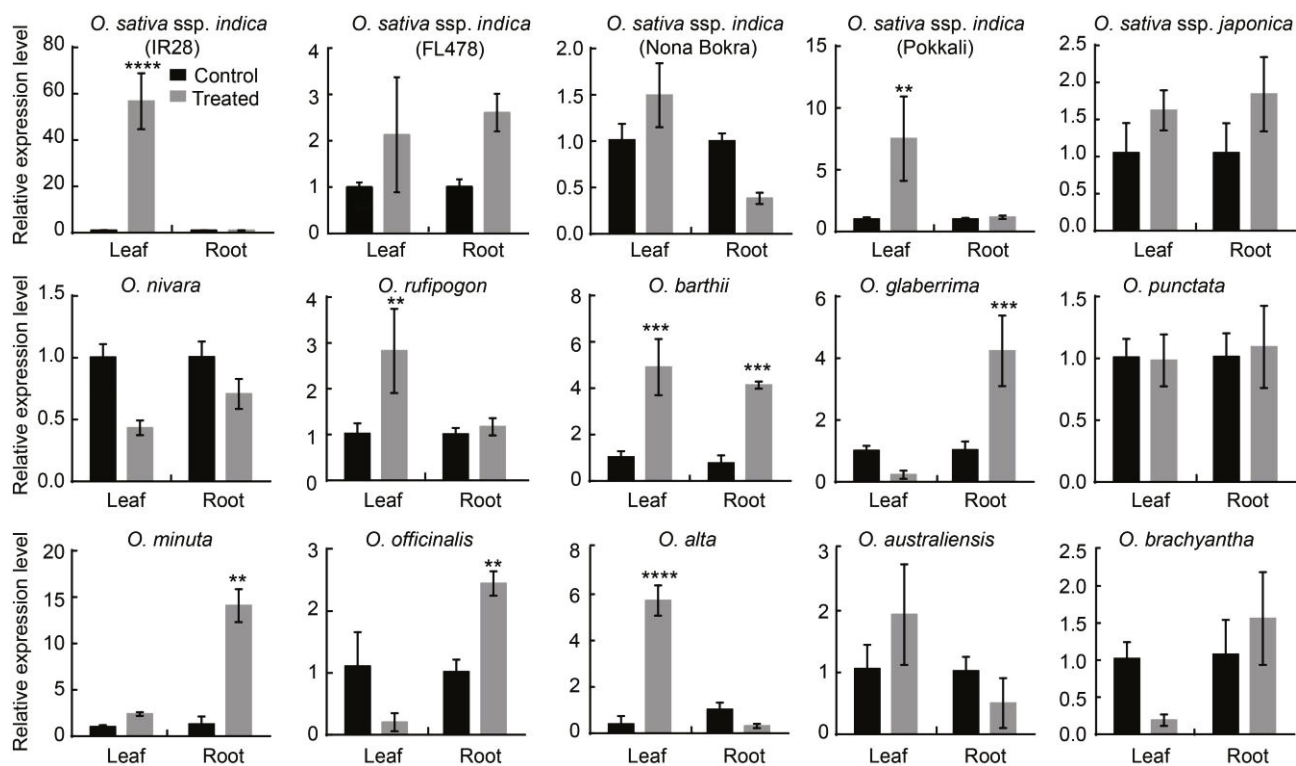 O. sativa ssp. indica
(IR28)
O. sativa ssp. indica
(FL478)
O. sativa ssp. indica
(Nona Bokra)
O. sativa ssp. indica
(Pokkali)
O. sativa ssp. japonica
Relative expression level
80
70
60
40
20
0
****
Control
Treated
Leaf
Root
4
3
2
1
0
Leaf
Root
2.0
1.5
1.0
0.5
0.0
Leaf
Root
15
10
5
0
**
Leaf
Root
2.5
2.0
1.5
1.0
0.5
0.0
Leaf
Root
O. nivara
O. rufipogon
O. barthii
O. glaberrima
O. punctata
Relative expression level
1.5
1.0
0.5
0.0
Leaf
Root
4
3
2
1
0
**
Leaf
Root
8
6
4
2
0
***
***
Leaf
Root
6
4
2
0
***
Leaf
Root
1.5
1.0
0.5
0.0
Leaf
Root
O. minuta
O. officinalis
O. alta
O. australiensis
O. brachyantha
Relative expression level
20
15
10
5
0
**
Leaf
Root
3
2
1
0
**
Leaf
Root
8
6
4
2
0
****
Leaf
Root
3
2
1
0
Leaf
Root
2.5
2.0
1.5
1.0
0.5
0.0
Leaf
Root